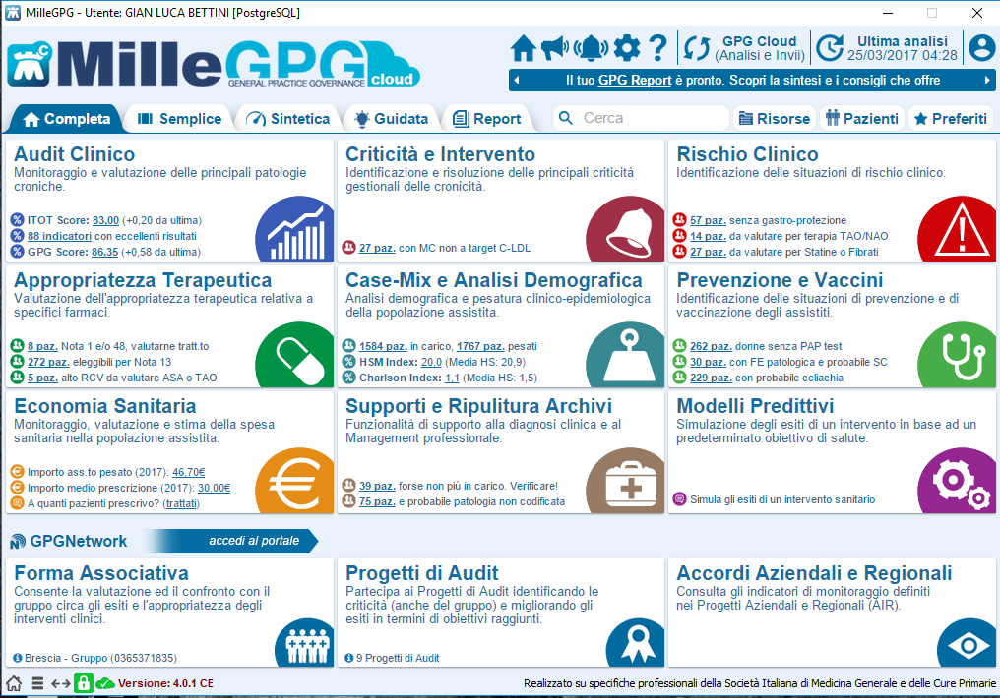 MilleGPG - Utente: GIAN LUCA BETTINI [PostgreSQL]
MilleGPG cloud
GENERAL PRACTICE GOVERNANCE
GPG Cloud
(Analisi e Invii)
Ultima analisi
25/03/2017 04:28
Il tuo GPG Report è pronto. Scopri la sintesi e i consigli che offre
Completa
Semplice
Sintetica
Guidata
Report
Cerca
Risorse
Pazienti
Preferiti
Audit Clinico
Monitoraggio e valutazione delle principali patologie
croniche.
ITOT Score: 83,00 (+0,20 da ultima)
88 indicatori con eccellenti risultati
GPG Score: 86,35 (+0,58 da ultima)
Criticità e Intervento
Identificazione e risoluzione delle principali criticità
gestionali delle cronicità.
27 paz. con MC non a target C-LDL
Rischio Clinico
Identificazione delle situazioni di rischio clinico.
57 paz. senza gastro-protezione
14 paz. da valutare per terapia TAO/NAO
27 paz. da valutare per Statine o Fibrati
Appropriatezza Terapeutica
Valutazione dell'appropriatezza terapeutica relativa a
specifici farmaci.
8 paz. Nota 1 e/o 48, valutarne tratt.to
272 paz. eleggibili per Nota 13
5 paz. alto RCV da valutare ASA o TAO
Case-Mix e Analisi Demografica
Analisi demografica e pesatura clinico-epidemiologica
della popolazione assistita.
1584 paz. in carico, 1767 paz. pesati
HSM Index: 20,0 (Media HS: 20,9)
Charlson Index: 1,1 (Media HS: 1,5)
Prevenzione e Vaccini
Identificazione delle situazioni di prevenzione e di
vaccinazione degli assistiti.
262 paz. donne senza PAP test
30 paz. con FE patologica e probabile SC
229 paz. con probabile celiachia
Economia Sanitaria
Monitoraggio, valutazione e stima della spesa
sanitaria nella popolazione assistita.
Importo ass.to pesato (2017): 46,70€
Importo medio prescrizione (2017): 30,00€
A quanti pazienti prescrivo? (trattati)
Supporti e Ripulitura Archivi
Funzionalità di supporto alla diagnosi clinica e al
Management professionale.
39 paz. forse non più in carico. Verificare!
75 paz. e probabile patologia non codificata
Modelli Predittivi
Simulazione degli esiti di un intervento in base ad un
predeterminato obiettivo di salute.
Simula gli esiti di un intervento sanitario
GPGNetwork
accedi al portale
Forma Associativa
Consente la valutazione ed il confronto con il
gruppo circa gli esiti e l'appropriatezza degli
interventi clinici.
Brescia - Gruppo (0365371835)
Progetti di Audit
Partecipa ai Progetti di Audit identificando le
criticità (anche del gruppo) e migliorando gli
esiti in termini di obiettivi raggiunti.
9 Progetti di Audit
Accordi Aziendali e Regionali
Consulta gli indicatori di monitoraggio definiti
nei Progetti Aziendali e Regionali (AIR).
Versione: 4.0.1 CE
Realizzato su specifiche professionali della Società Italiana di Medicina Generale e delle Cure Primarie